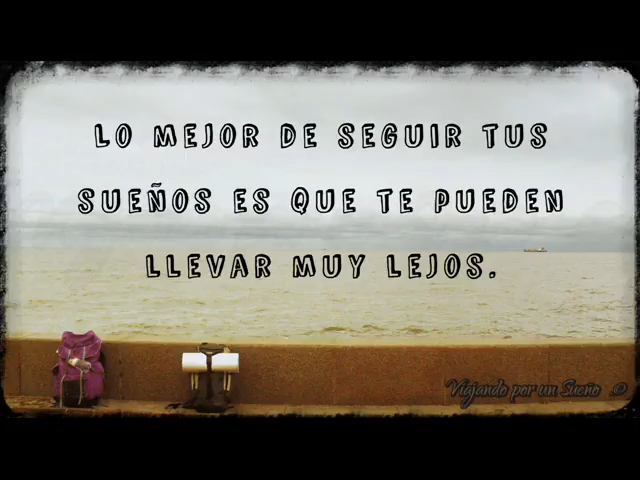 LO MEJOR DE SEGUIR TUS
SUEÑOS ES QUE TE PUEDEN
LLEVAR MUY LEJOS.
Viajando por un Sueño .©